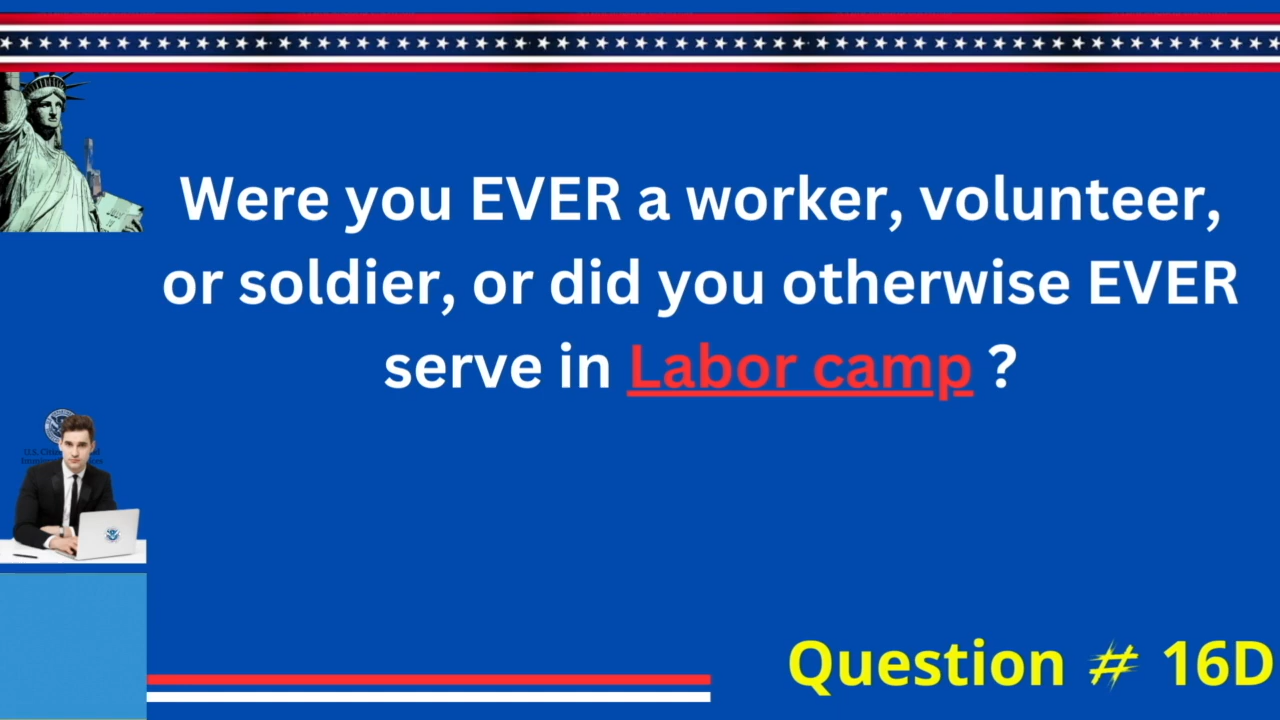 Were you EVER a worker, volunteer,
or soldier, or did you otherwise EVER
serve in Labor camp ?
Question # 16D